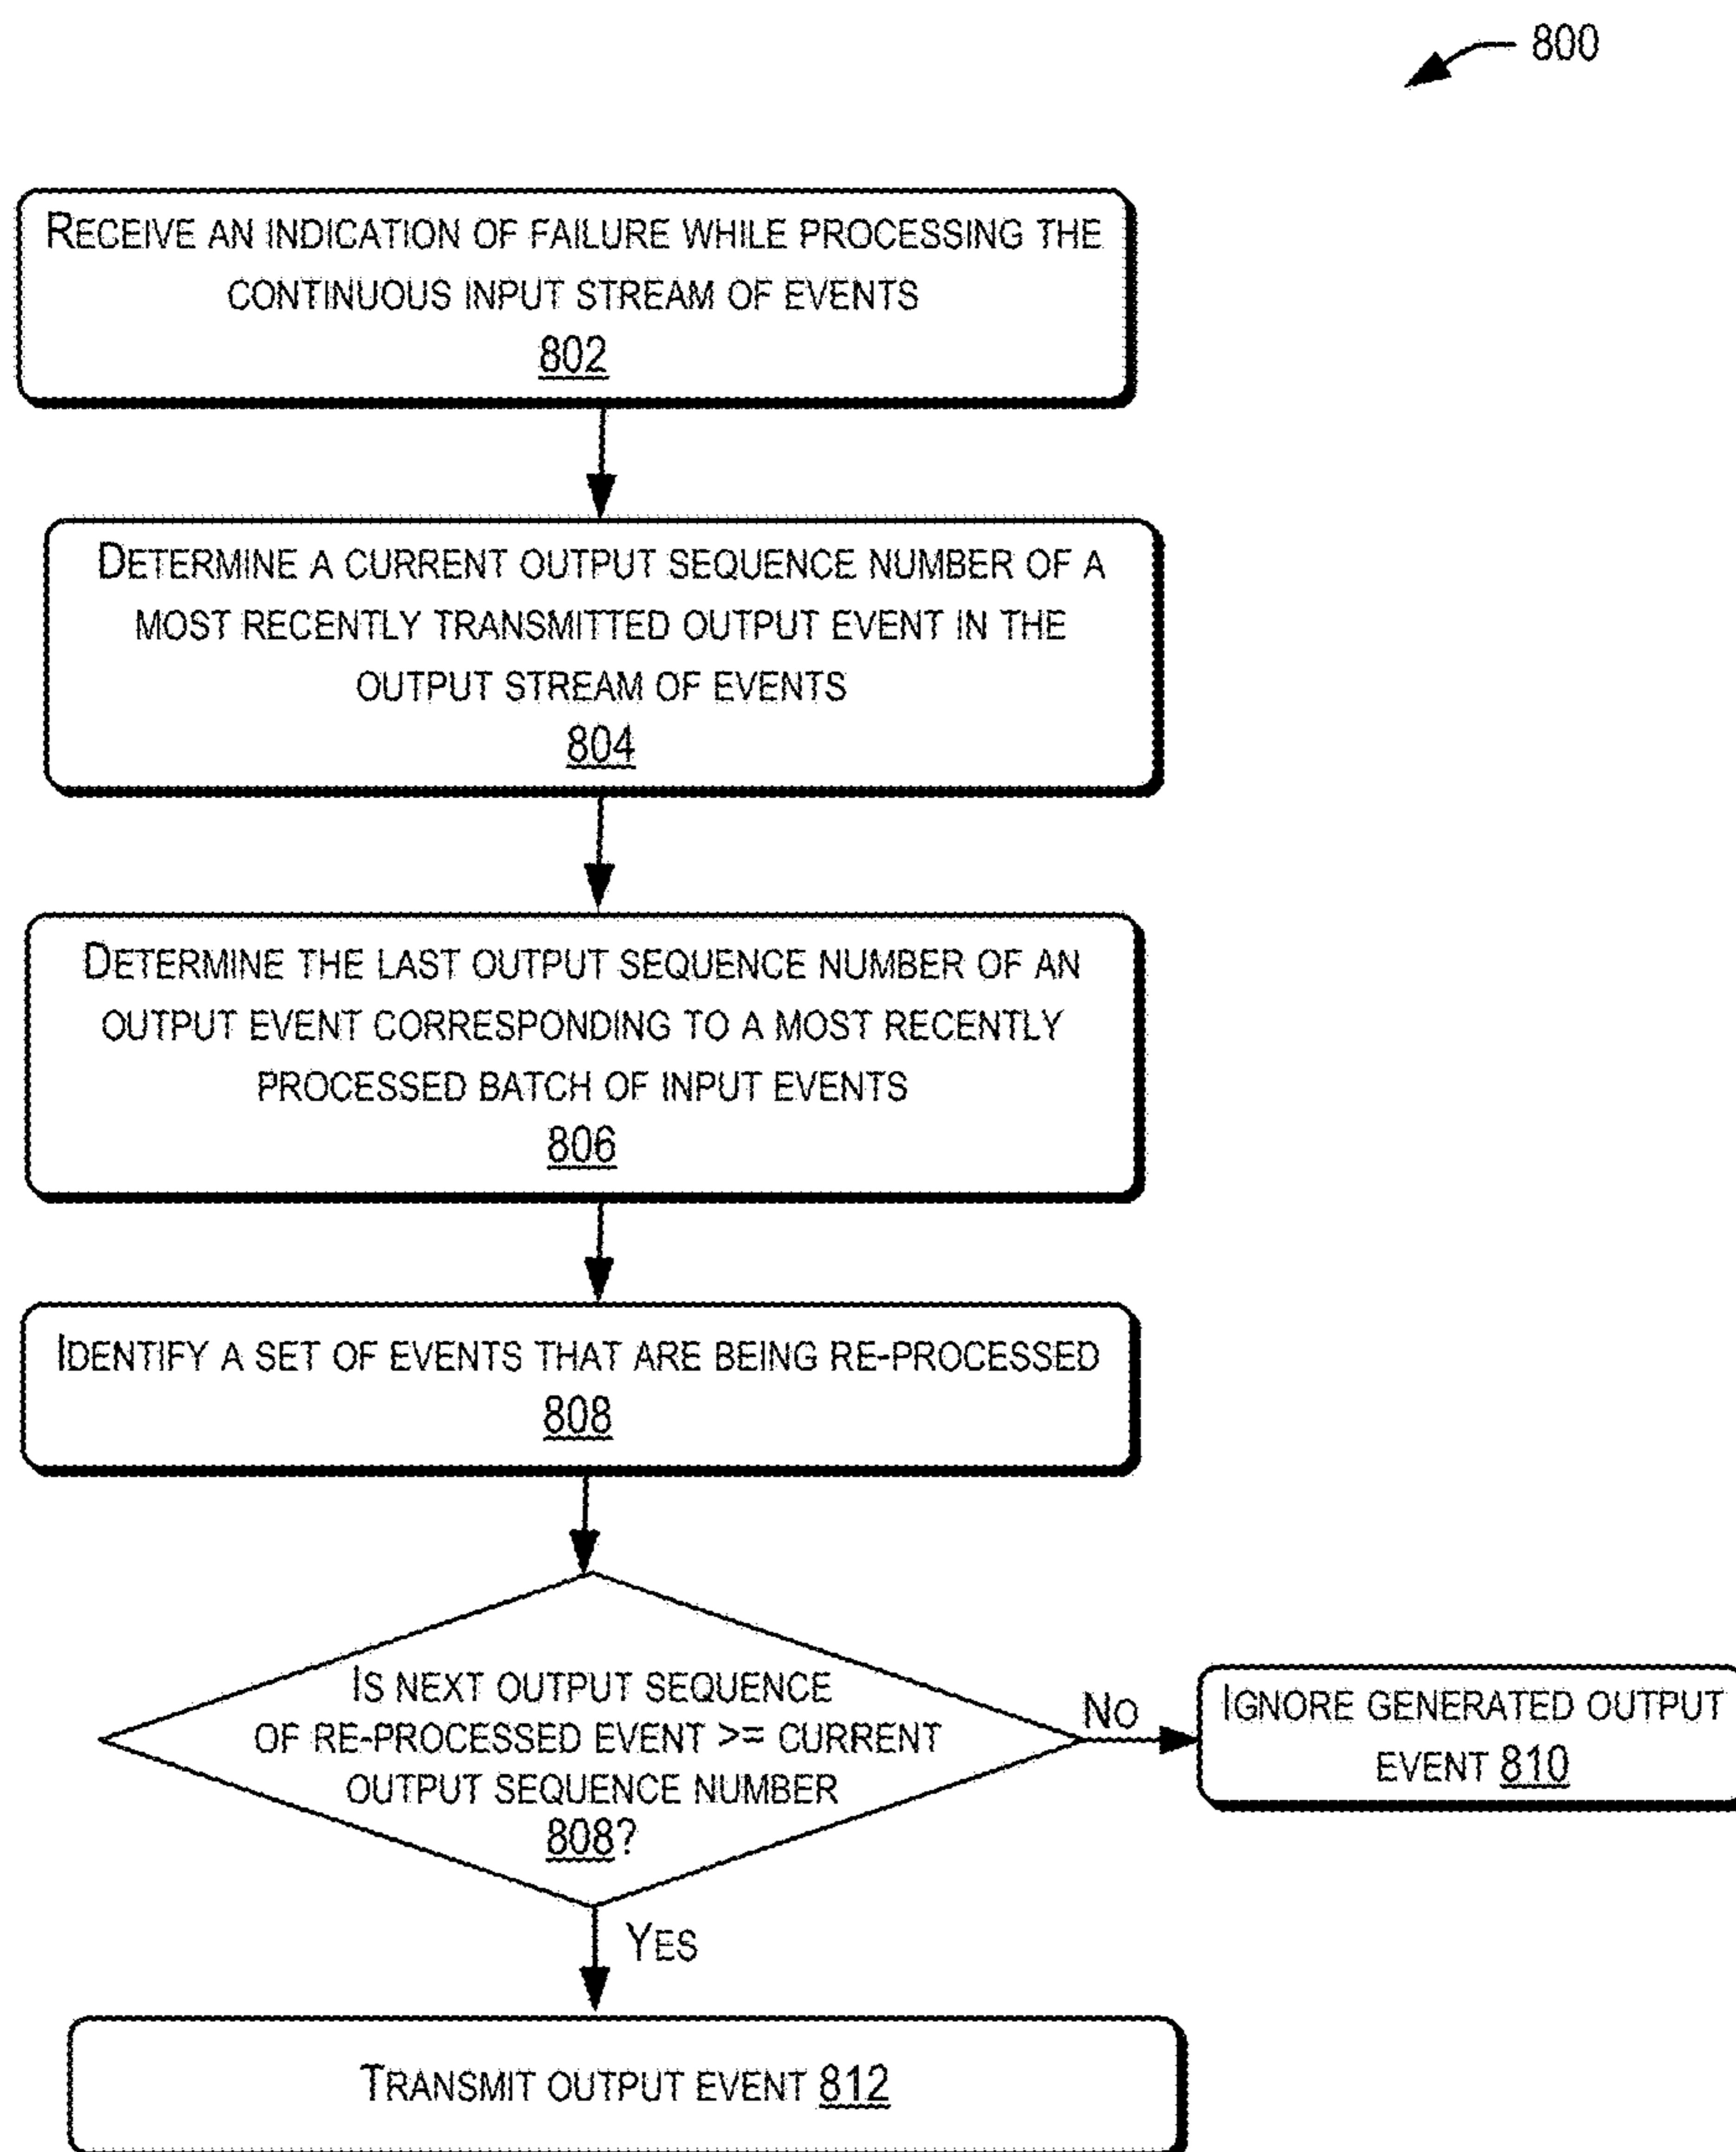 800
RECEIVE AN INDICATION OF FAILURE WHILE PROCESSING THE
CONTINUOUS INPUT STREAM OF EVENTS
802
DETERMINE A CURRENT OUTPUT SEQUENCE NUMBER OF A
MOST RECENTLY TRANSMITTED OUTPUT EVENT IN THE
OUTPUT STREAM OF EVENTS
804
DETERMINE THE LAST OUTPUT SEQUENCE NUMBER OF AN
OUTPUT EVENT CORRESPONDING TO A MOST RECENTLY
PROCESSED BATCH OF INPUT EVENTS
806
IDENTIFY A SET OF EVENTS THAT ARE BEING RE-PROCESSED
808
IS NEXT OUTPUT SEQUENCE
OF RE-PROCESSED EVENT >= CURRENT
OUTPUT SEQUENCE NUMBER
808?
NO
IGNORE GENERATED OUTPUT
EVENT 810
YES
TRANSMIT OUTPUT EVENT 812